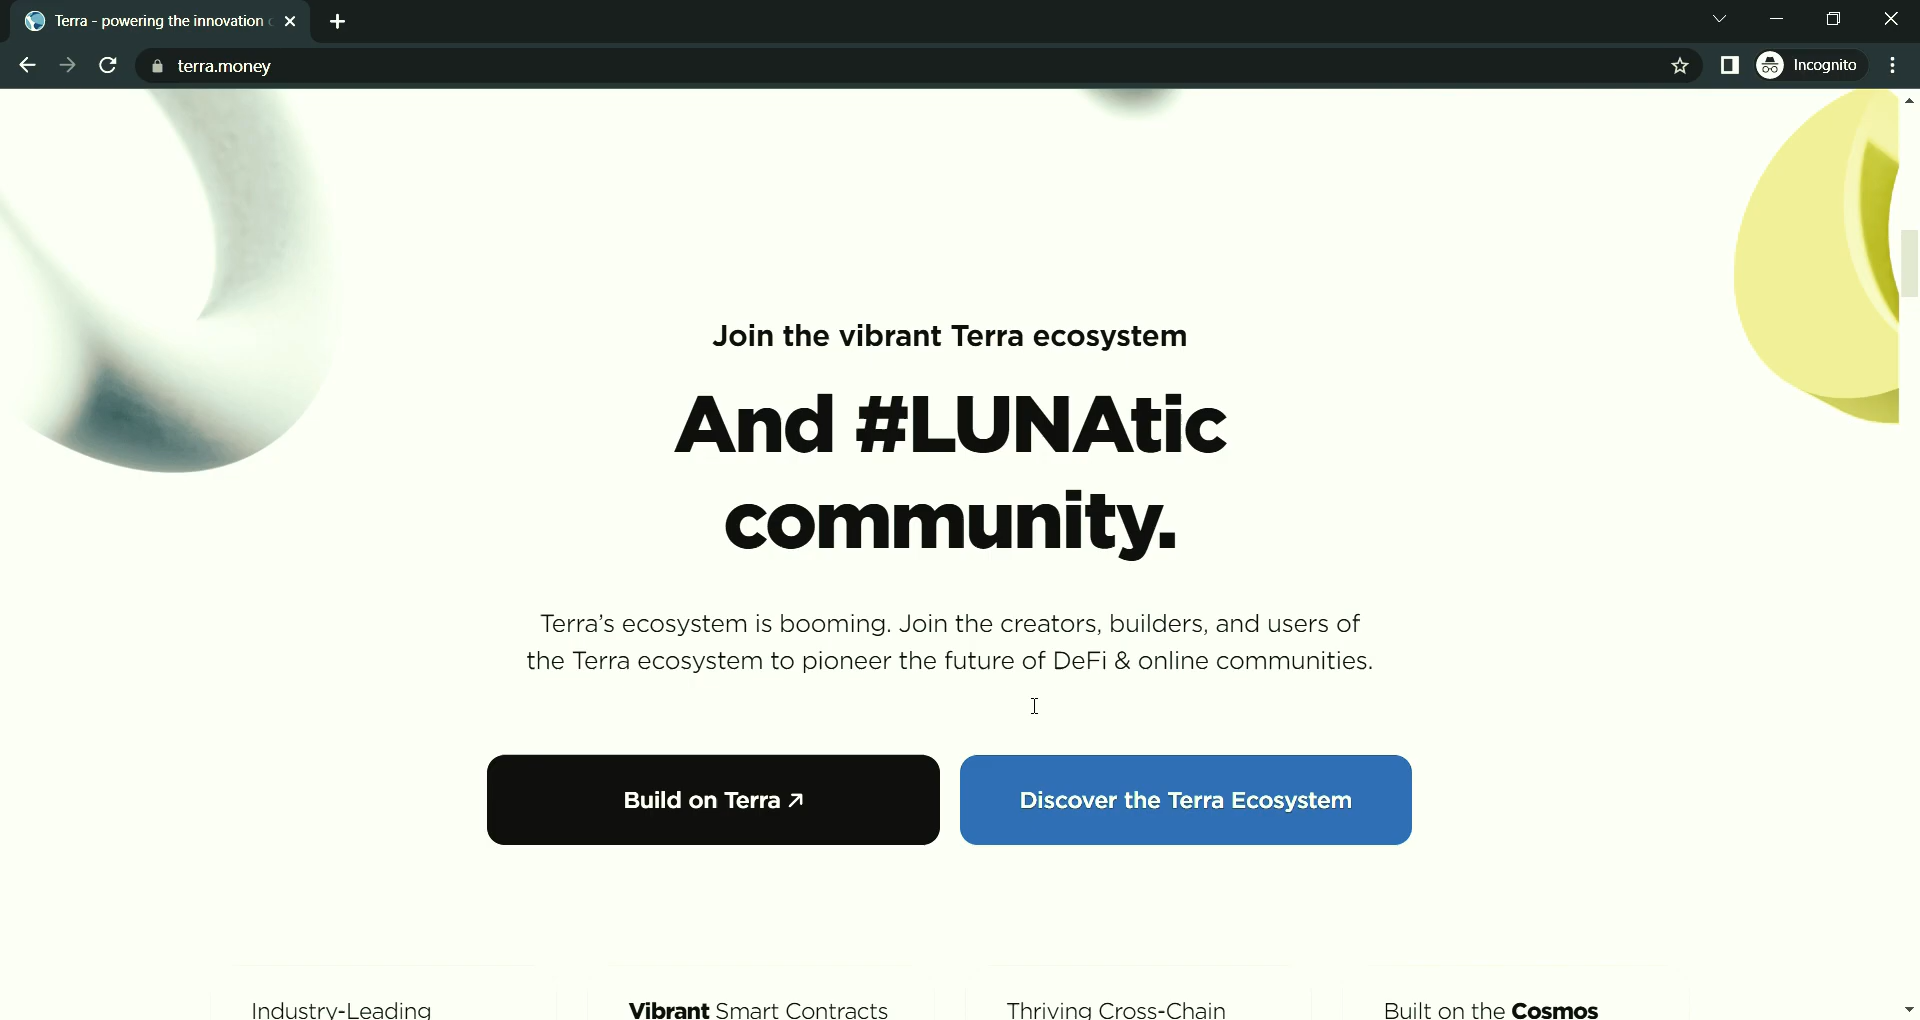 Terra - powering the innovation
terra.money
Incognito
Join the vibrant Terra ecosystem
And #LUNAtic
community.
Terra's ecosystem is booming. Join the creators, builders, and users of
the Terra ecosystem to pioneer the future of DeFi & online communities.
Build on Terra ↗
Discover the Terra Ecosystem
Industry-Leading
Vibrant Smart Contracts
Thriving Cross-Chain
Built on the Cosmos